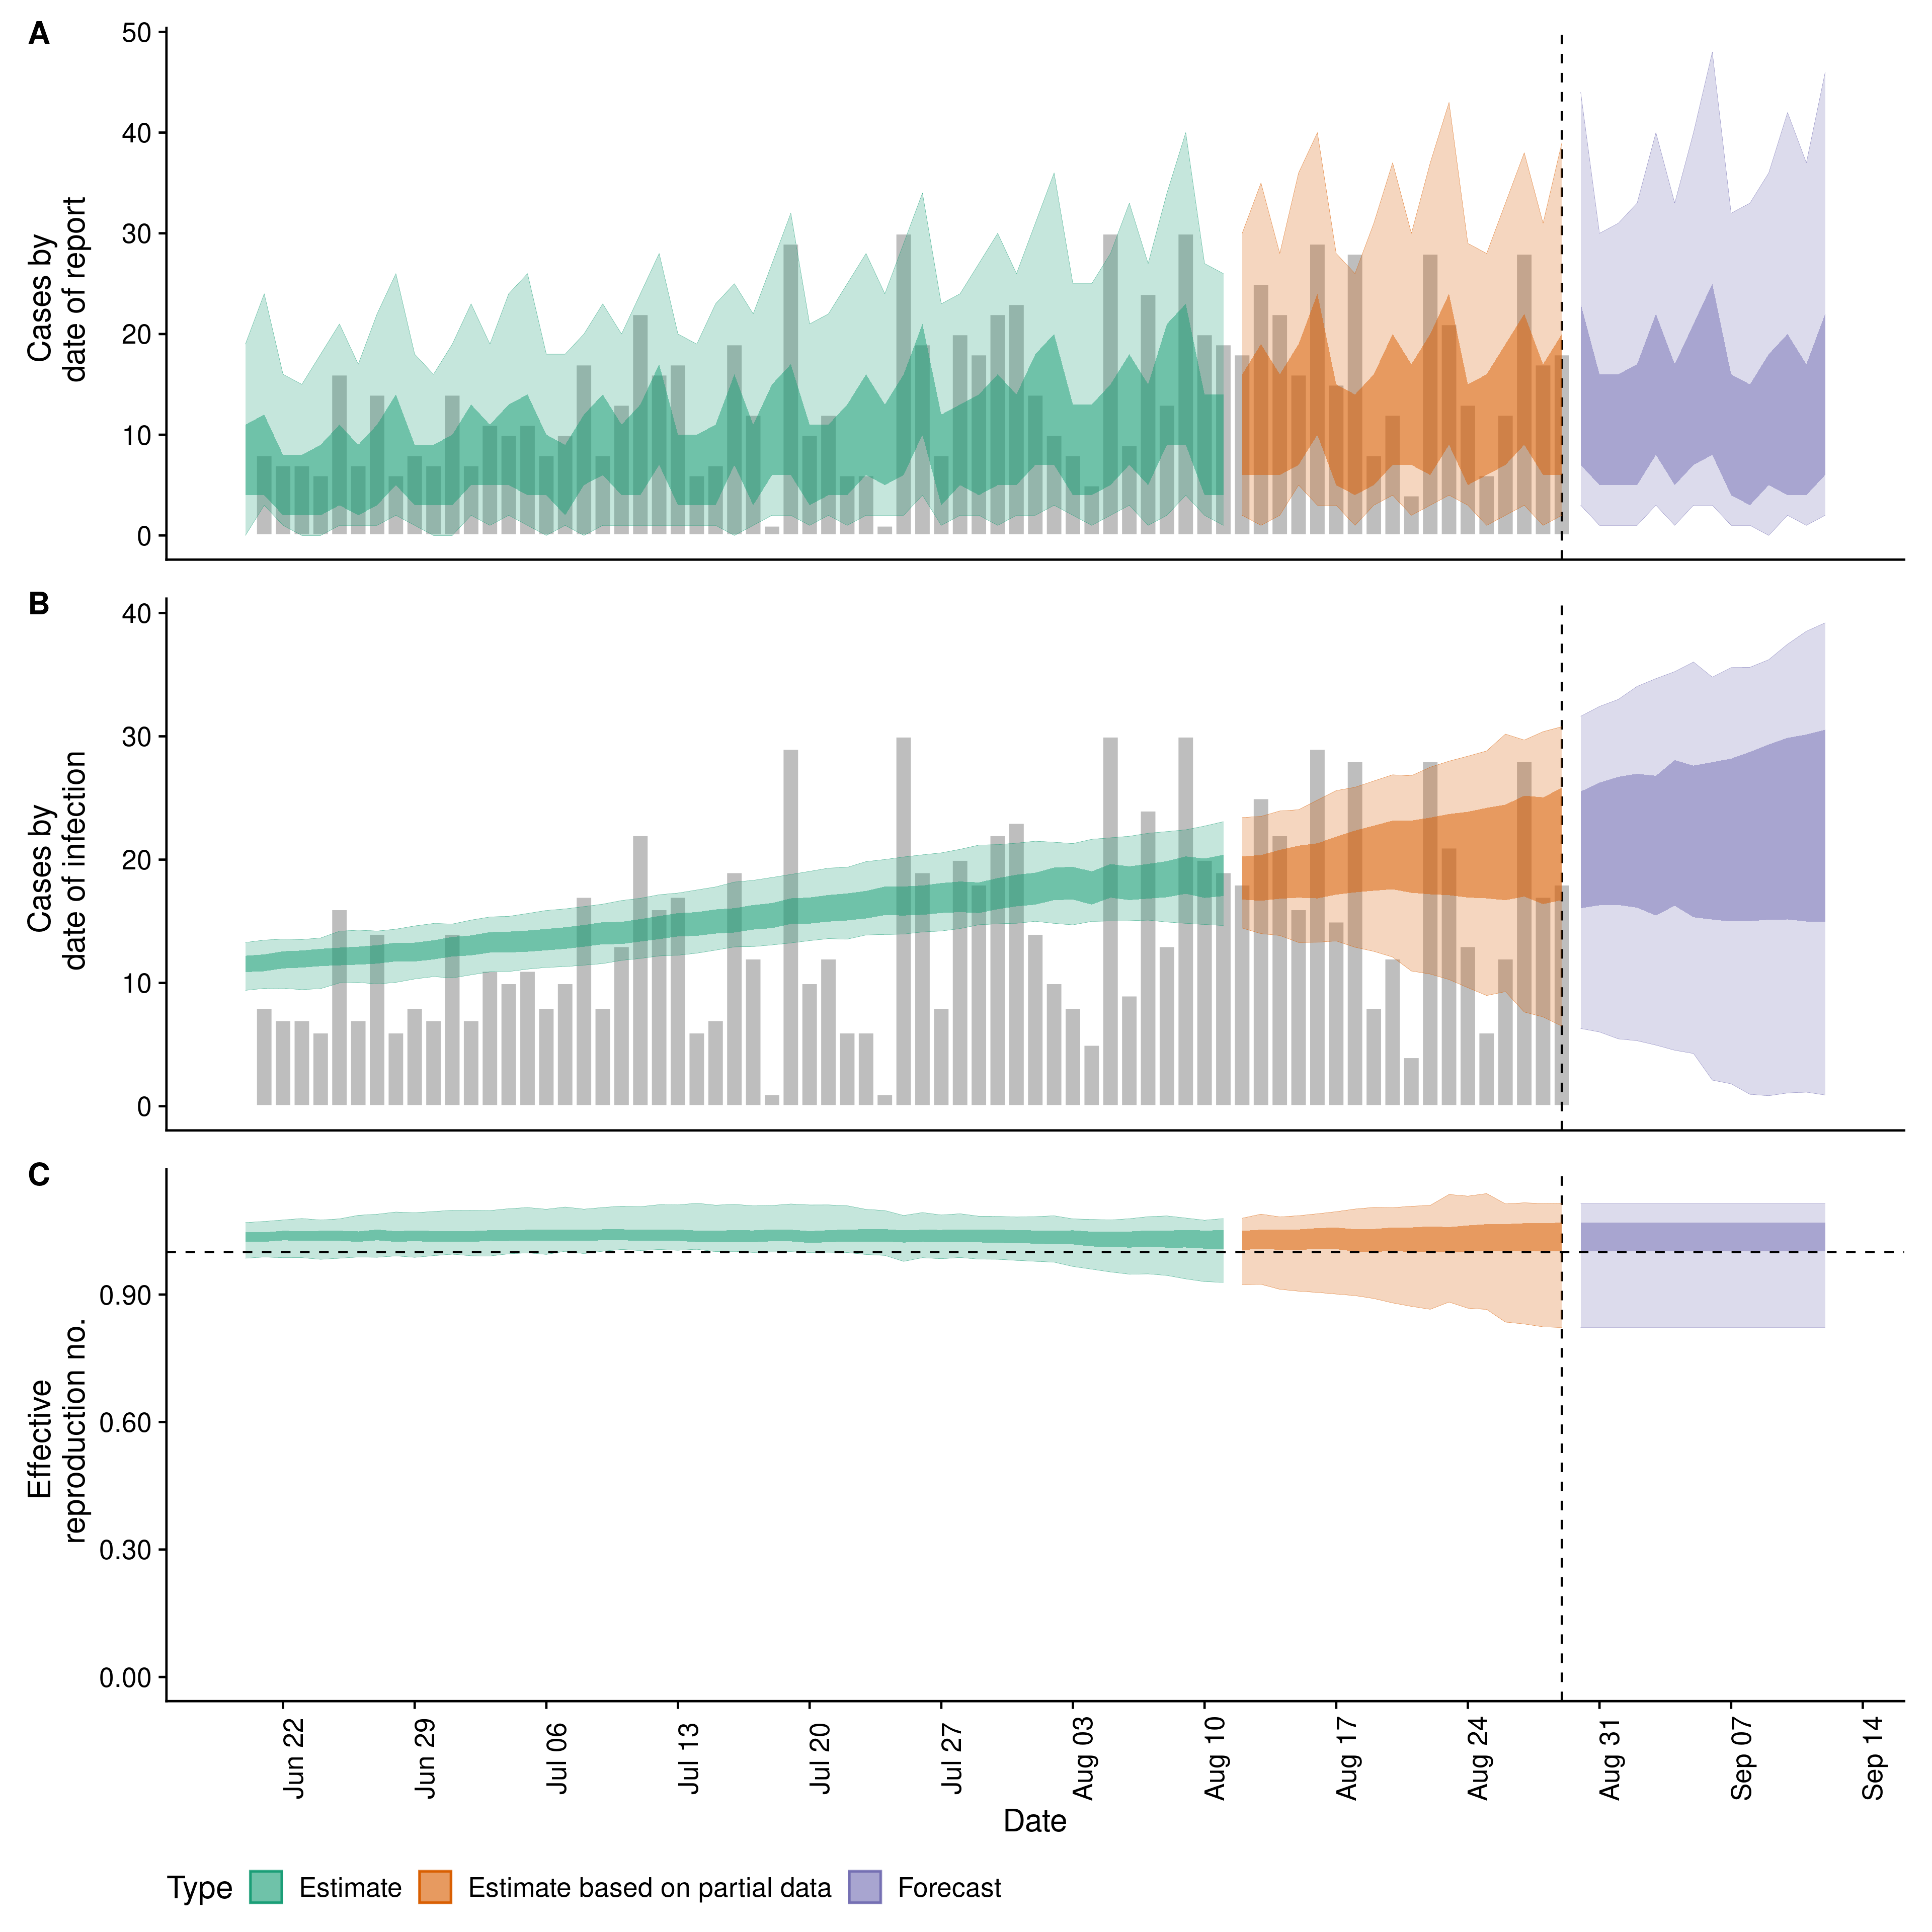 A
50
40
30
20
10
0
Cases by
date of report
B
40
30
20
10
0
Cases by
date of infection
C
0.90
0.60
0.30
0.00
Effective
reproduction no.
Jun 22
Jun 29
Jul 06
Jul 13
Jul 20
Jul 27
Aug 03
Aug 10
Aug 17
Aug 24
Aug 31
Sep 07
Sep 14
Date
Type Estimate Estimate based on partial data Forecast